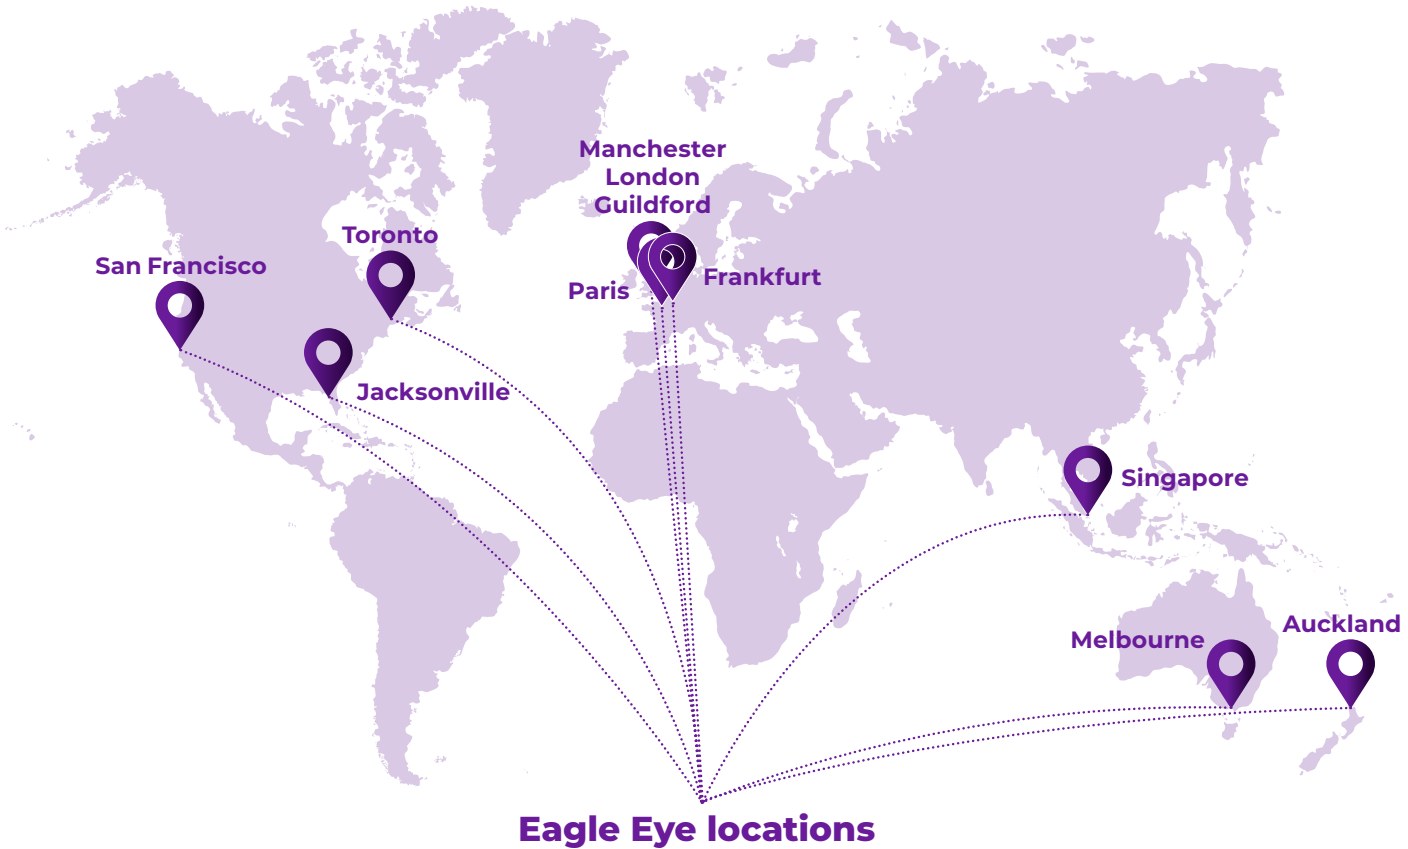 Manchester
London
Guildford
Toronto
San Francisco
Paris
Frankfurt
Jacksonville
Singapore
Auckland
Melbourne
Eagle Eye locations